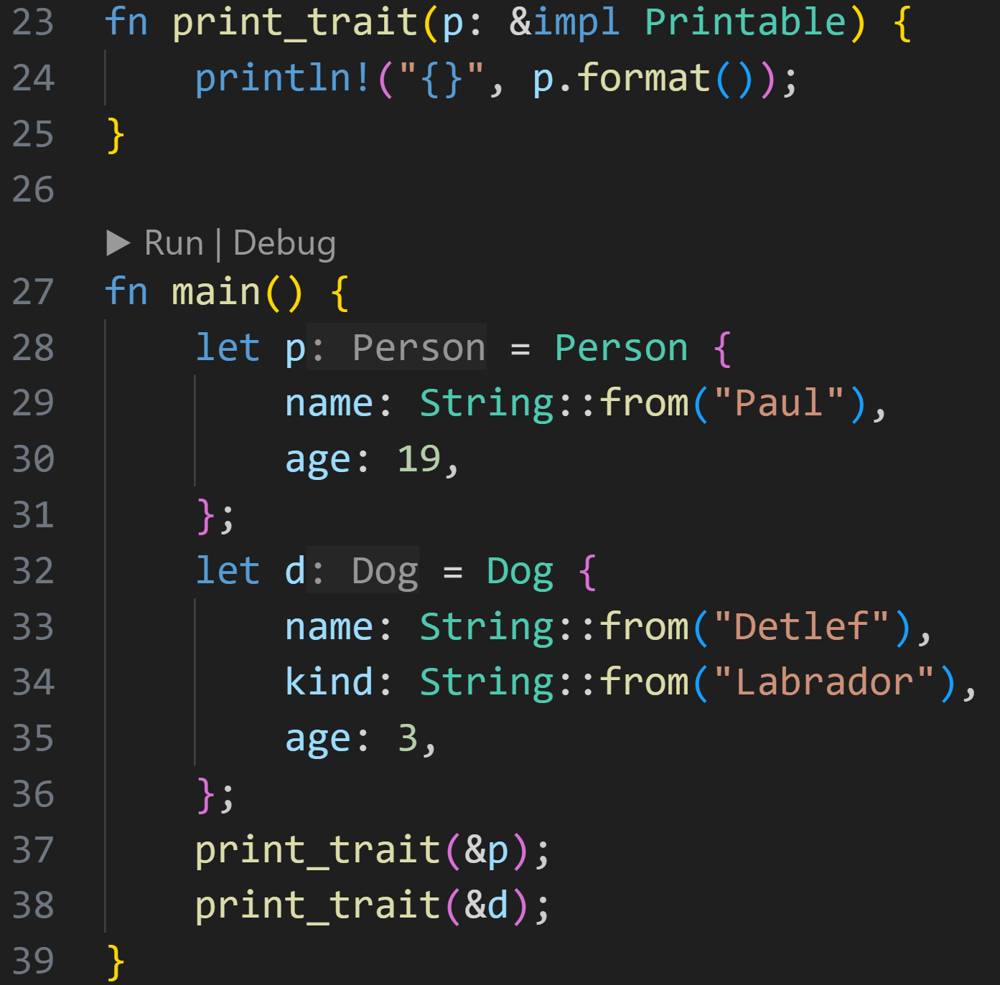 23 fn print_trait(p: &impl Printable) {
24     println!("{}", p.format());
25 }
26
▶ Run | Debug
27 fn main() {
28     let p: Person = Person {
29         name: String::from("Paul"),
30         age: 19,
31     };
32     let d: Dog = Dog {
33         name: String::from("Detlef"),
34         kind: String::from("Labrador"),
35         age: 3,
36     };
37     print_trait(&p);
38     print_trait(&d);
39 }